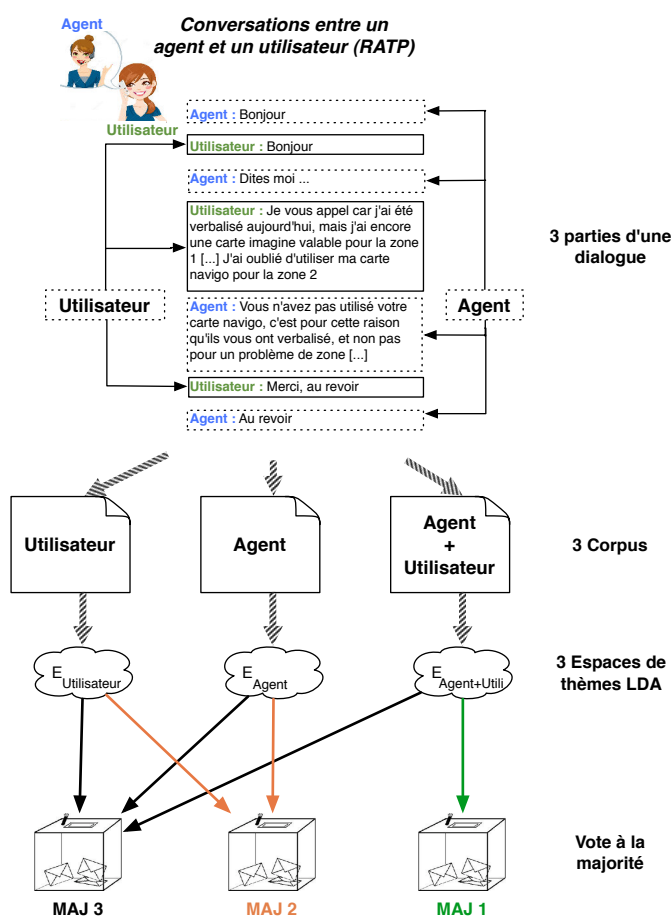 Conversations entre un
agent et un utilisateur (RATP)
Agent
Utilisateur
Agent : Bonjour
Utilisateur : Bonjour
Agent : Dites moi ...
Utilisateur : Je vous appel car j'ai été
verbalisé aujourd'hui, mais j'ai encore
une carte imagine valable pour la zone
1 [...] J'ai oublié d'utiliser ma carte
navigo pour la zone 2
Agent : Vous n'avez pas utilisé votre
carte navigo, c'est pour cette raison
qu'ils vous ont verbalisé, et non pas
pour un problème de zone [...]
Utilisateur : Merci, au revoir
Agent : Au revoir
Utilisateur
Agent
3 parties d'une
dialogue
Utilisateur
Agent
Agent
+
Utilisateur
3 Corpus
E Utilisateur
E Agent
E Agent+Utili
3 Espaces de
thèmes LDA
Vote à la
majorité
MAJ 3
MAJ 2
MAJ 1